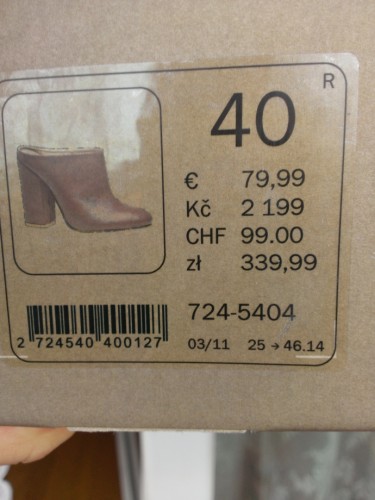 R
40
€ 79,99
Kč 2 199
CHF 99.00
zł 339,99
724-5404
2 724540 400127
03/11 25 → 46.14